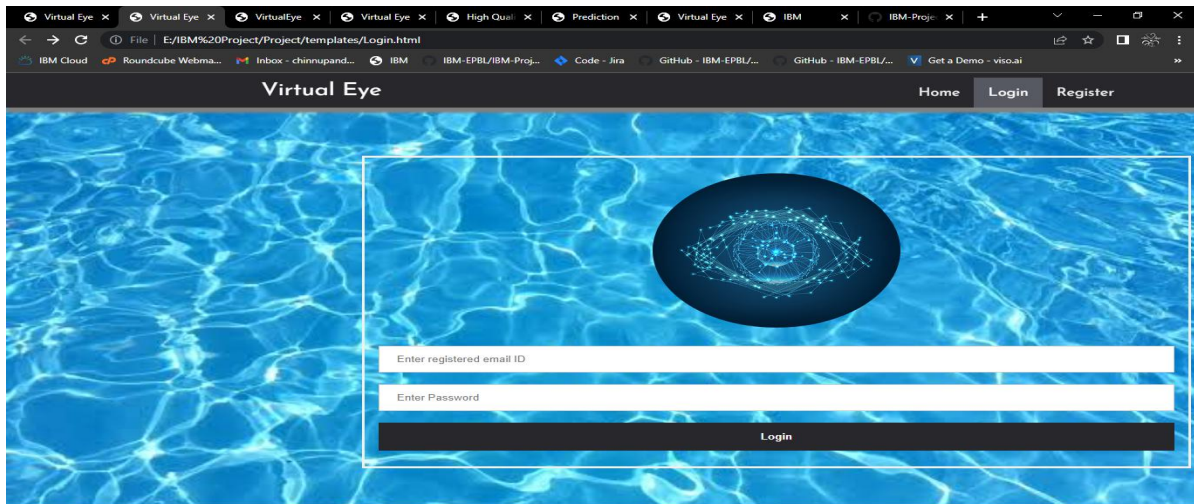 Virtual Eye Virtual Eye VirtualEye Virtual Eye High Quali Prediction Virtual Eye IBM IBM-Proje
File E:/IBM%20Project/Project/templates/Login.html
IBM Cloud Roundcube Webma... Inbox - chinnupand... IBM IBM-EPBL/IBM-Proj... Code - Jira GitHub - IBM-EPBL/... GitHub - IBM-EPBL/... Get a Demo - viso.ai
Virtual Eye Home Login Register
Enter registered email ID
Enter Password
Login